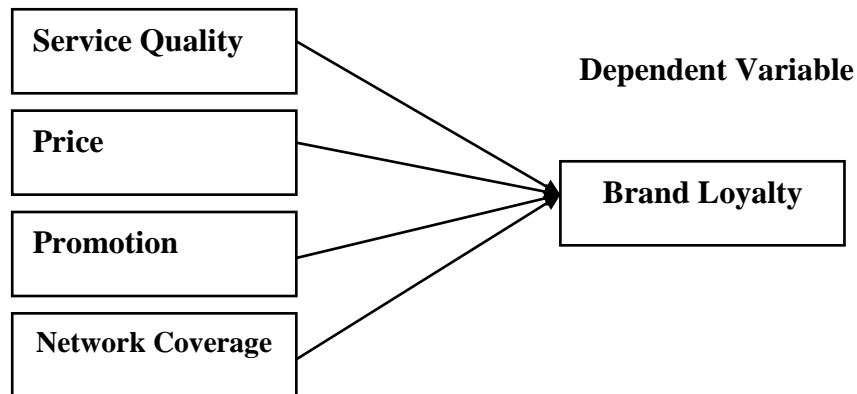 Service Quality
Dependent Variable
Price
Brand Loyalty
Promotion
Network Coverage